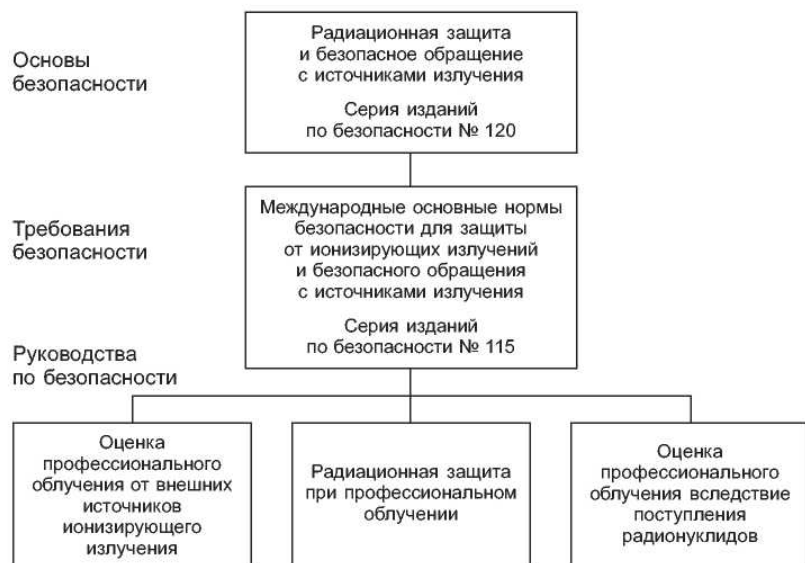 Основы
безопасности
Радиационная защита
и безопасное обращение
с источниками излучения
Серия изданий
по безопасности № 120
Требования
безопасности
Международные основные нормы
безопасности для защиты
от ионизирующих излучений
и безопасного обращения
с источниками излучения
Серия изданий
по безопасности № 115
Руководства
по безопасности
Оценка
профессионального
облучения от внешних
источников
ионизирующего
излучения
Радиационная защита
при профессиональном
облучении
Оценка
профессионального
облучения вследствие
поступления
радионуклидов